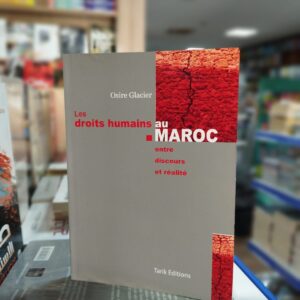 Osire Glacier
Les
droits humains au
MAROC
entre
discours
et réalité
Tarik Editions